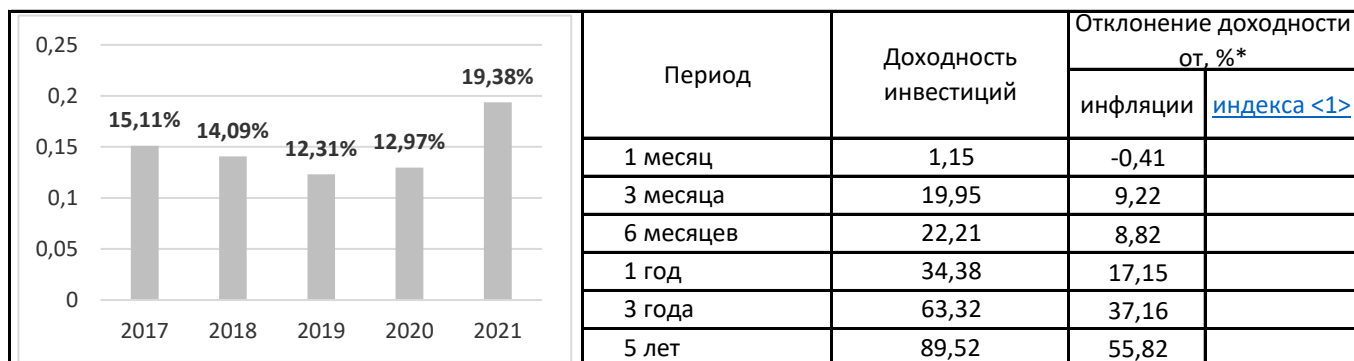 0,25
0,2
0,15
0,1
0,05
0
15,11%
14,09%
12,31%
12,97%
19,38%
2017 2018 2019 2020 2021
Период
Доходность
инвестиций
Отклонение доходности
от, %*
инфляции индекса <1>
1 месяц 1,15 -0,41
3 месяца 19,95 9,22
6 месяцев 22,21 8,82
1 год 34,38 17,15
3 года 63,32 37,16
5 лет 89,52 55,82